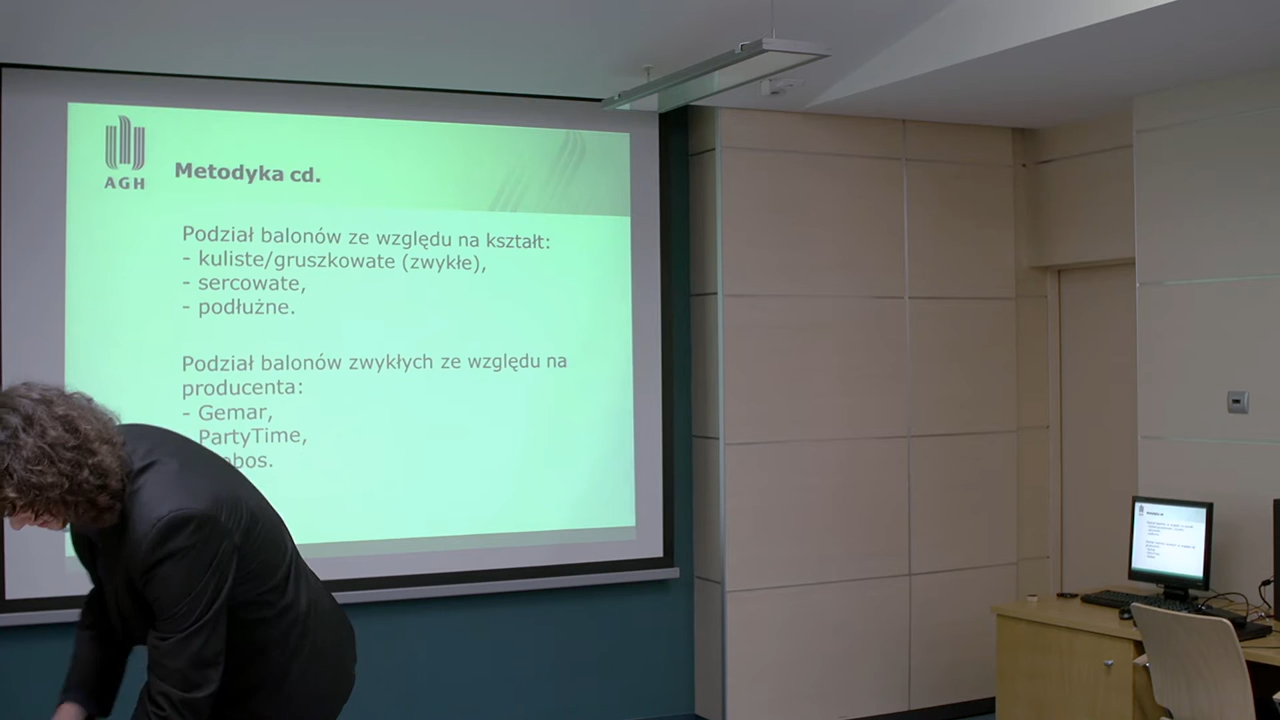 AGH
Metodyka cd.
Podział balonów ze względu na kształt:
- kuliste/gruszkowate (zwykłe),
- sercowate,
- podłużne.
Podział balonów zwykłych ze względu na
producenta:
- Gemar,
PartyTime,